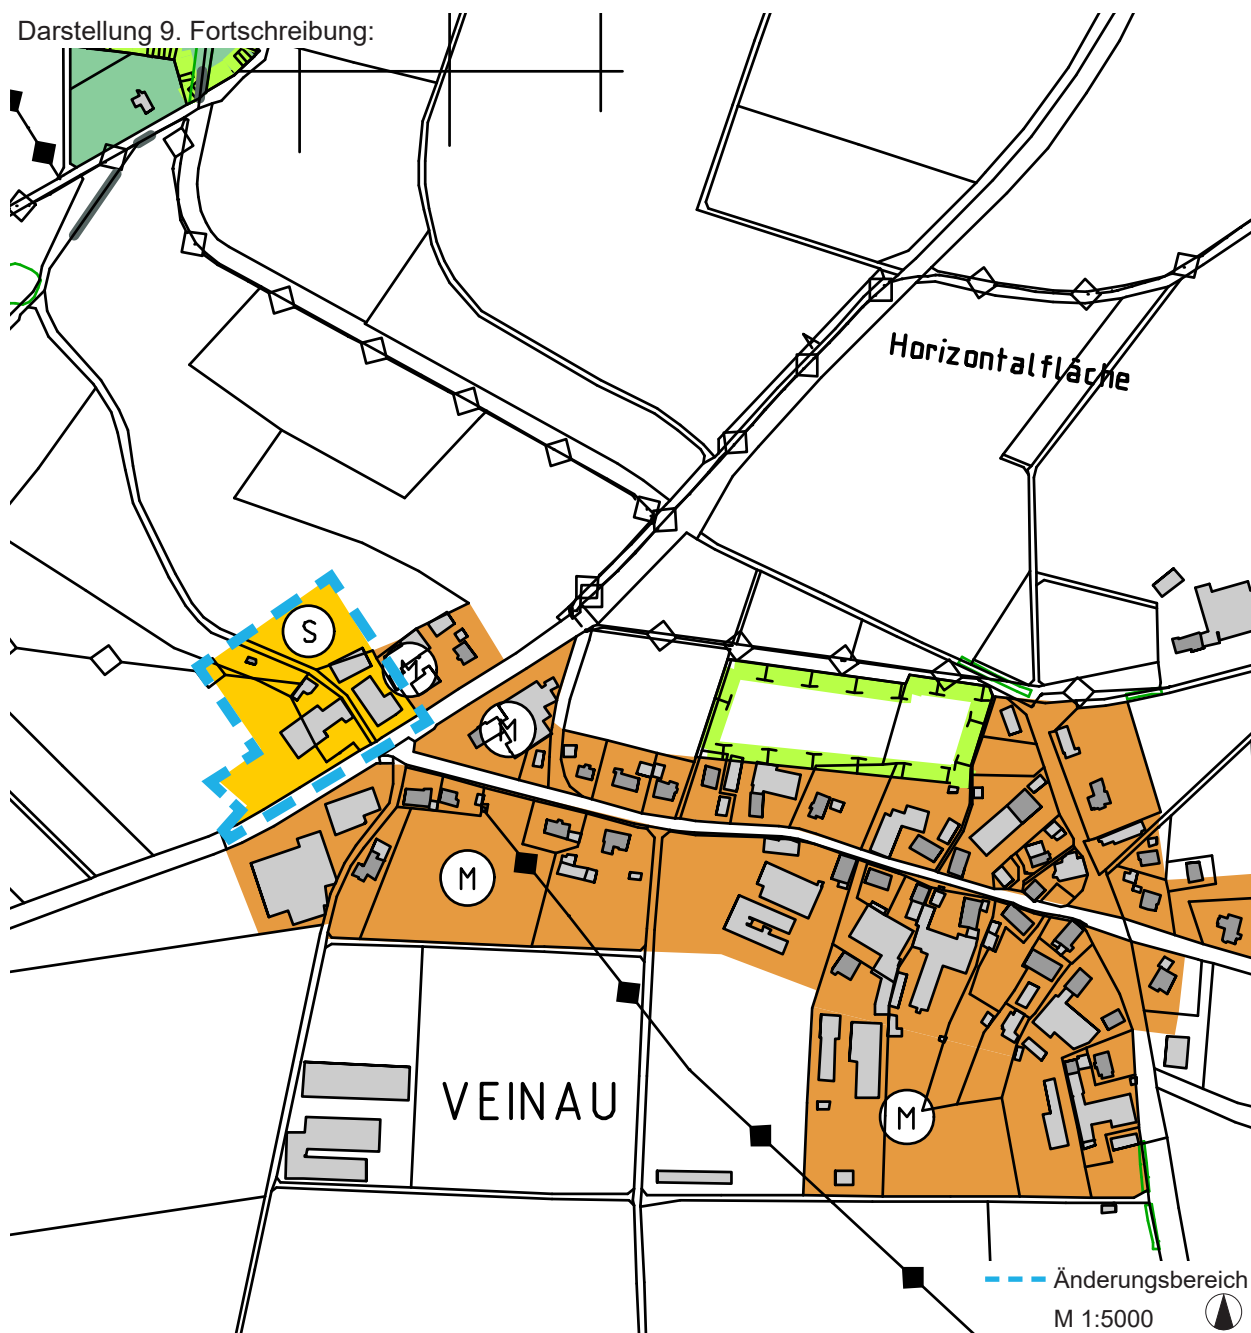 Darstellung 9. Fortschreibung:
Horizontalfläche
S
M
M
M
VEINAU
M
Änderungsbereich
M 1:5000